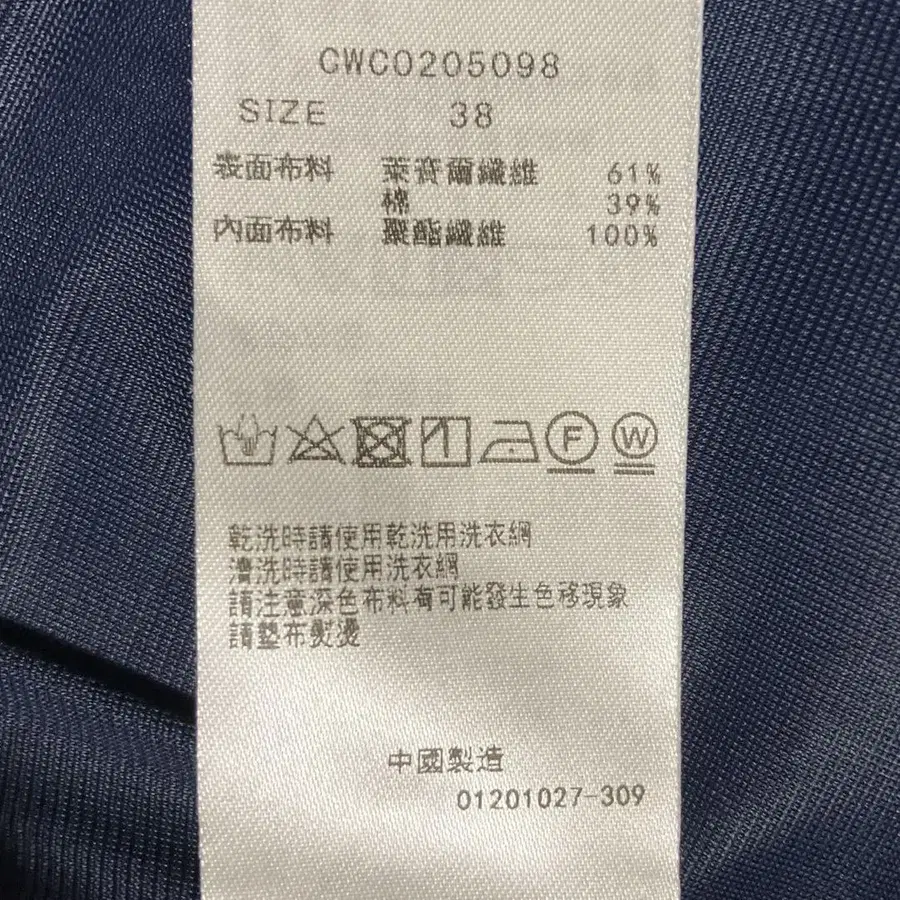 CWC0205098
SIZE 38
表面布料 萊賽爾纖維 61%
棉 39%
內面布料 聚酯纖維 100%
F W
乾洗時請使用乾洗用洗衣網
濕洗時請使用洗衣網
請注意深色布料有可能發生色移現象
請墊布熨燙
中國製造
01201027-309